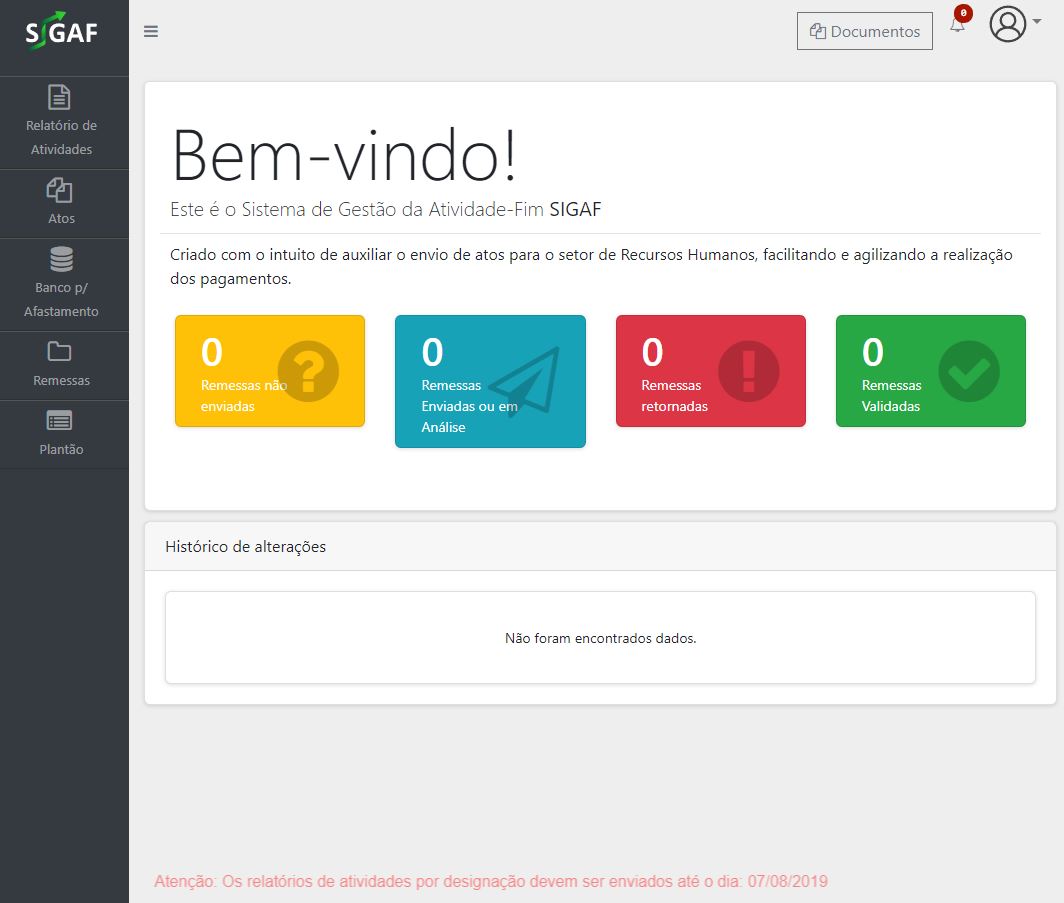 SIGAF
Documentos
0
Relatório de
Atividades
Atos
Banco p/
Afastamento
Remessas
Plantão
Bem-vindo!
Este é o Sistema de Gestão da Atividade-Fim SIGAF
Criado com o intuito de auxiliar o envio de atos para o setor de Recursos Humanos, facilitando e agilizando a realização
dos pagamentos.
0
Remessas não
enviadas
0
Remessas
Enviadas ou em
Análise
0
Remessas
retornadas
0
Remessas
Validadas
Histórico de alterações
Não foram encontrados dados.
Atenção: Os relatórios de atividades por designação devem ser enviados até o dia: 07/08/2019